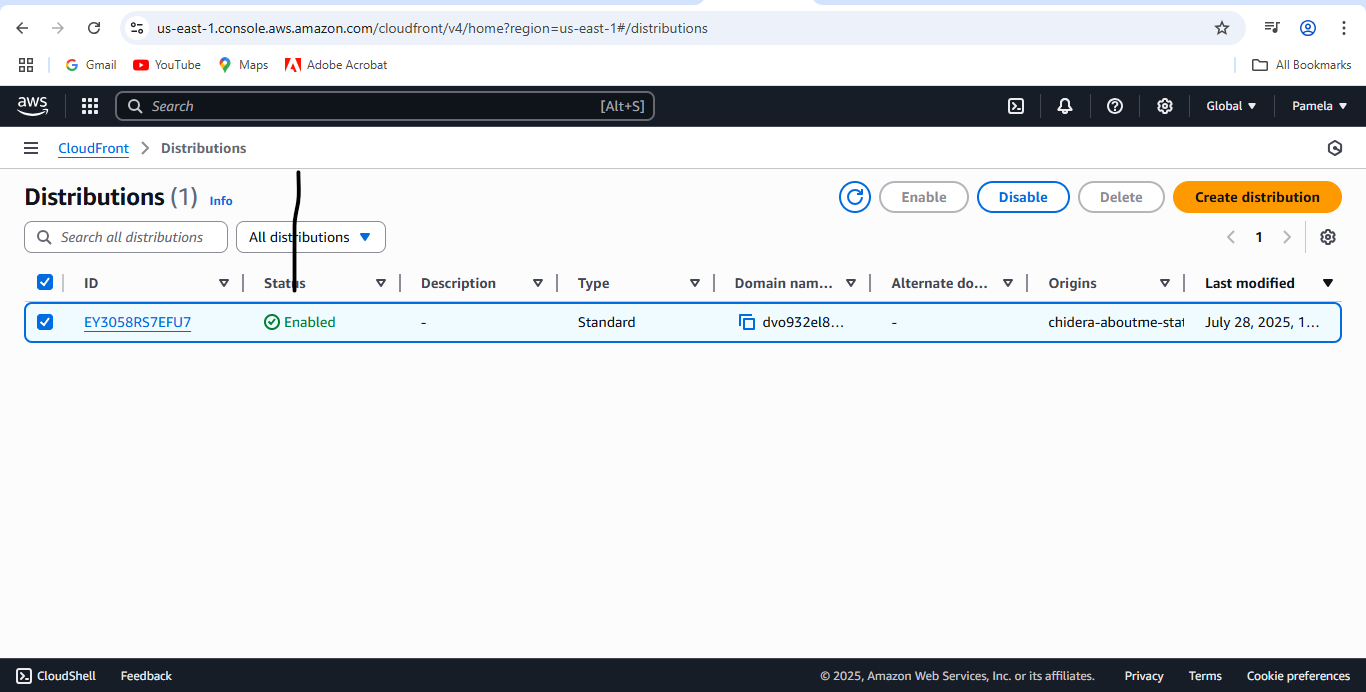 us-east-1.console.aws.amazon.com/cloudfront/v4/home?region=us-east-1#/distributions
Gmail YouTube Maps Adobe Acrobat All Bookmarks
aws Search [Alt+S] Global Pamela
CloudFront Distributions
Distributions (1) Info Enable Disable Delete Create distribution
Search all distributions All distributions 1
ID Status Description Type Domain nam... Alternate do... Origins Last modified
EY3058RS7EFU7 Enabled - Standard dvo932el8... - chidera-aboutme-stat July 28, 2025, 1...
CloudShell Feedback © 2025, Amazon Web Services, Inc. or its affiliates. Privacy Terms Cookie preferences